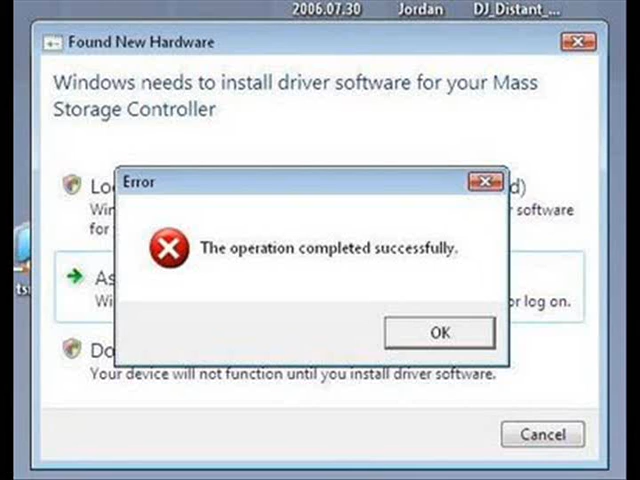 2006.07.30 Jordan DJ_Distant_...
Found New Hardware
Windows needs to install driver software for your Mass
Storage Controller
Error
The operation completed successfully.
OK
software
for
or log on.
Your device will not function until you install driver software.
Cancel